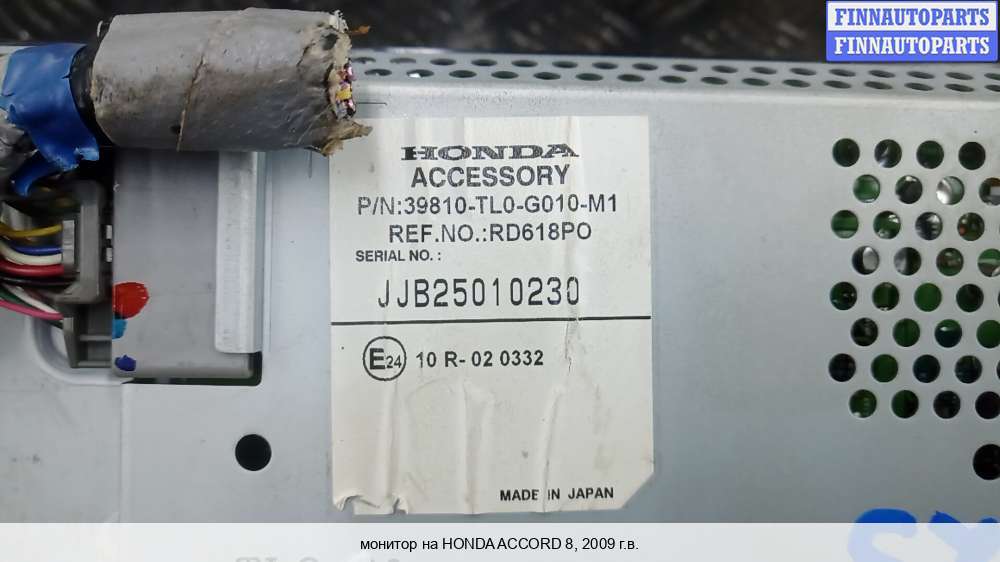 FINNAUTOPARTS
FINNAUTOPARTS
HONDA
ACCESSORY
P/N:39810-TL0-G010-M1
REF.NO.:RD618PO
SERIAL NO. :
JJB25010230
E24 10 R- 02 0332
MADE IN JAPAN
монитор на HONDA ACCORD 8, 2009 г.в.